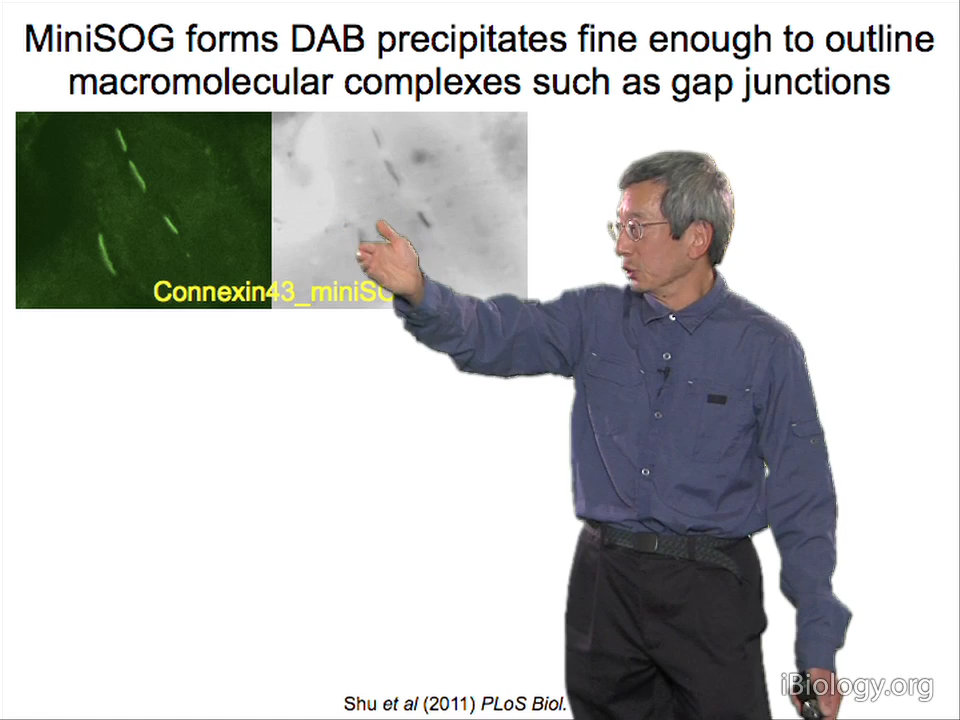 MiniSOG forms DAB precipitates fine enough to outline
macromolecular complexes such as gap junctions
Connexin43_miniSO
Shu et al (2011) PLoS Biol.
iBiology.org